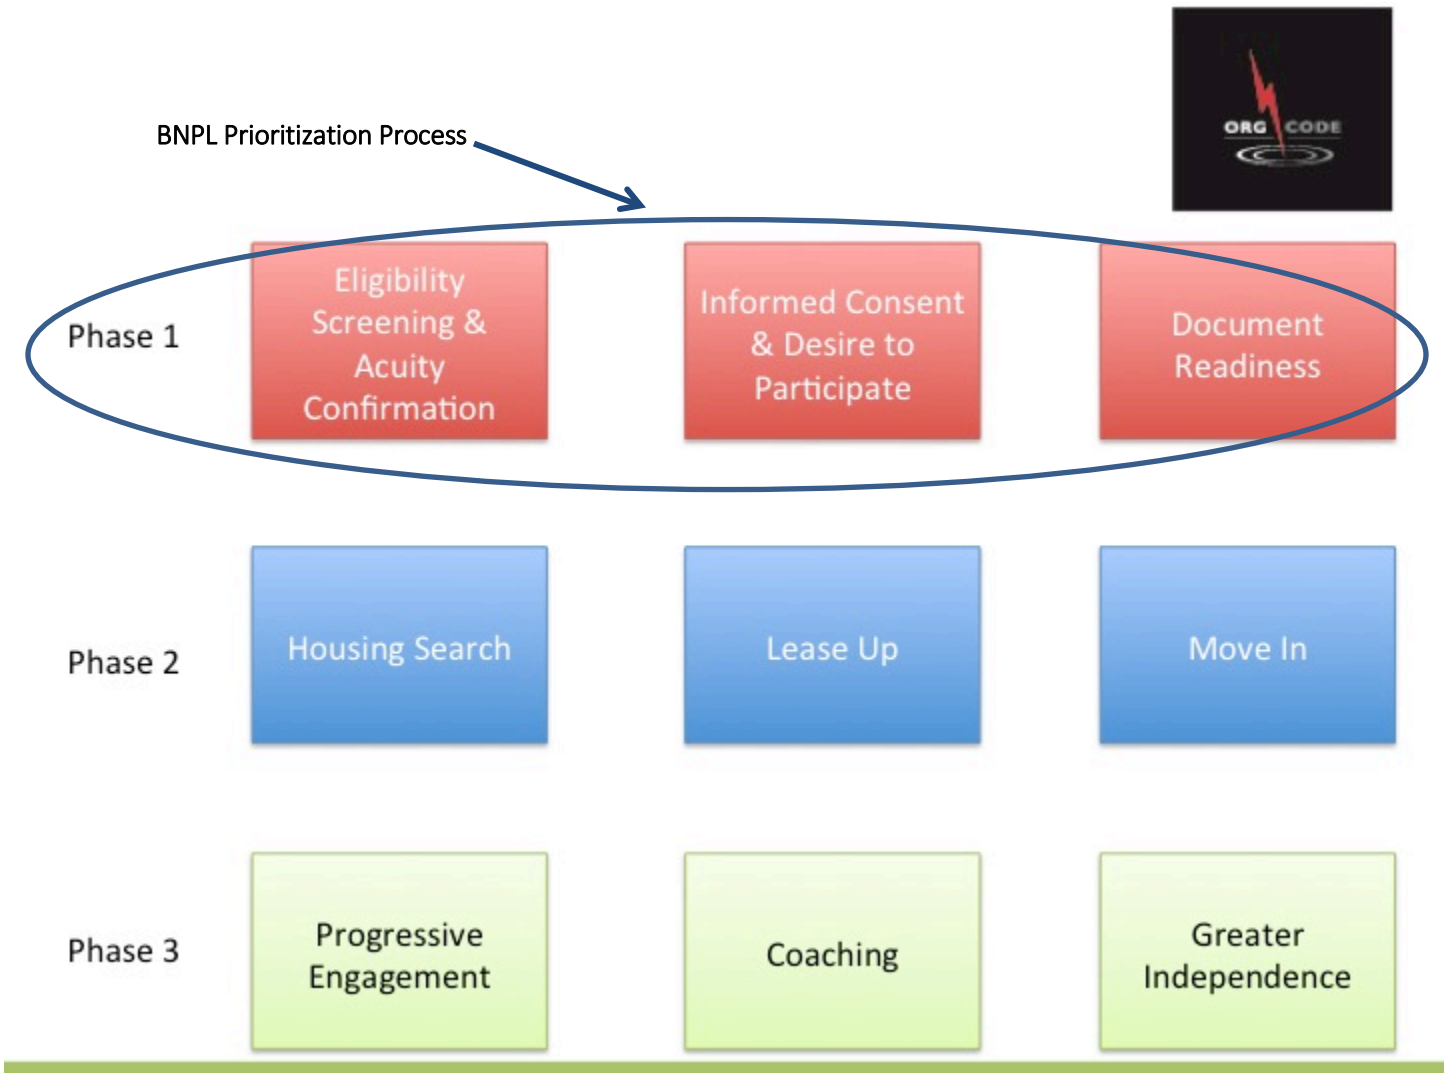 ORG CODE
BNPL Prioritization Process
Phase 1
Eligibility
Screening &
Acuity
Confirmation
Informed Consent
& Desire to
Participate
Document
Readiness
Phase 2
Housing Search
Lease Up
Move In
Phase 3
Progressive
Engagement
Coaching
Greater
Independence